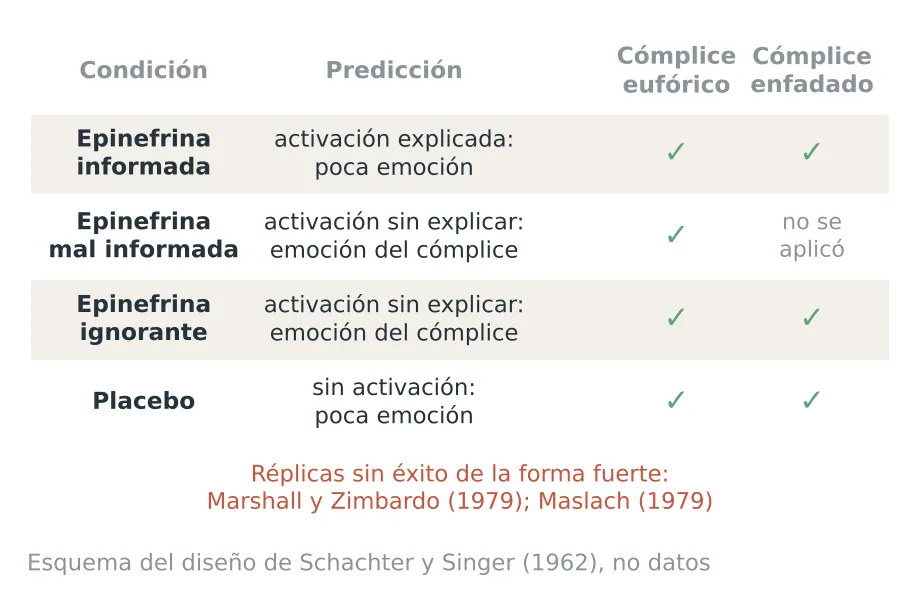 Condición
Predicción
Cómplice
eufórico
Cómplice
enfadado
Epinefrina
informada
activación explicada:
poca emoción
✓
✓
Epinefrina
mal informada
activación sin explicar:
emoción del cómplice
✓
no se
aplicó
Epinefrina
ignorante
activación sin explicar:
emoción del cómplice
✓
✓
Placebo
sin activación:
poca emoción
✓
✓
Réplicas sin éxito de la forma fuerte:
Marshall y Zimbardo (1979); Maslach (1979)
Esquema del diseño de Schachter y Singer (1962), no datos